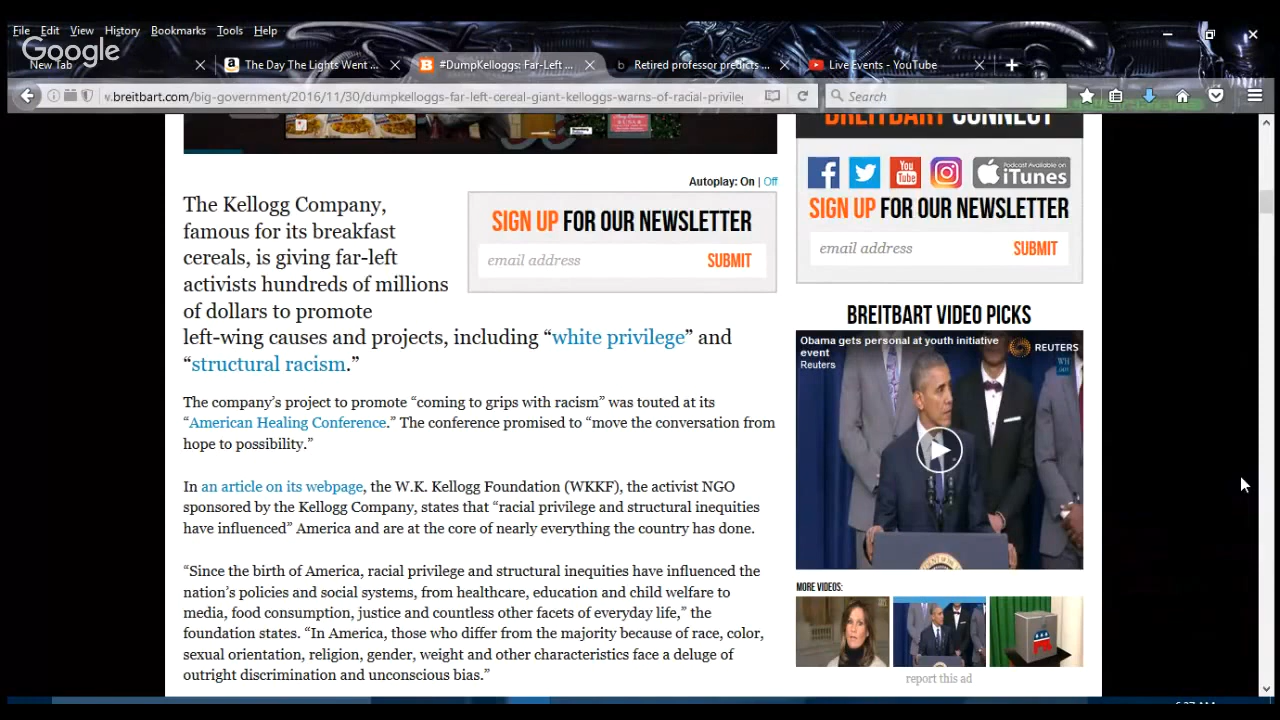 File Edit View History Bookmarks Tools Help
Google
New Tab
The Day The Lights Went ...
#DumpKelloggs: Far-Left ...
Retired professor predicts ...
Live Events - YouTube
v.breitbart.com/big-government/2016/11/30/dumpkelloggs-far-left-cereal-giant-kelloggs-warns-of-racial-privile
Search
BREITBART CONNECT
Autoplay: On | Off
SIGN UP FOR OUR NEWSLETTER
email address SUBMIT
The Kellogg Company,
famous for its breakfast
cereals, is giving far-left
activists hundreds of millions
of dollars to promote
left-wing causes and projects, including “white privilege” and
“structural racism.”
The company’s project to promote “coming to grips with racism” was touted at its
“American Healing Conference.” The conference promised to “move the conversation from
hope to possibility.”
In an article on its webpage, the W.K. Kellogg Foundation (WKKF), the activist NGO
sponsored by the Kellogg Company, states that “racial privilege and structural inequities
have influenced” America and are at the core of nearly everything the country has done.
“Since the birth of America, racial privilege and structural inequities have influenced the
nation’s policies and social systems, from healthcare, education and child welfare to
media, food consumption, justice and countless other facets of everyday life,” the
foundation states. “In America, those who differ from the majority because of race, color,
sexual orientation, religion, gender, weight and other characteristics face a deluge of
outright discrimination and unconscious bias.”
You
Tube
Podcast Available on
iTunes
SIGN UP FOR OUR NEWSLETTER
email address SUBMIT
BREITBART VIDEO PICKS
Obama gets personal at youth initiative
event
Reuters
REUTERS
MORE VIDEOS:
report this ad